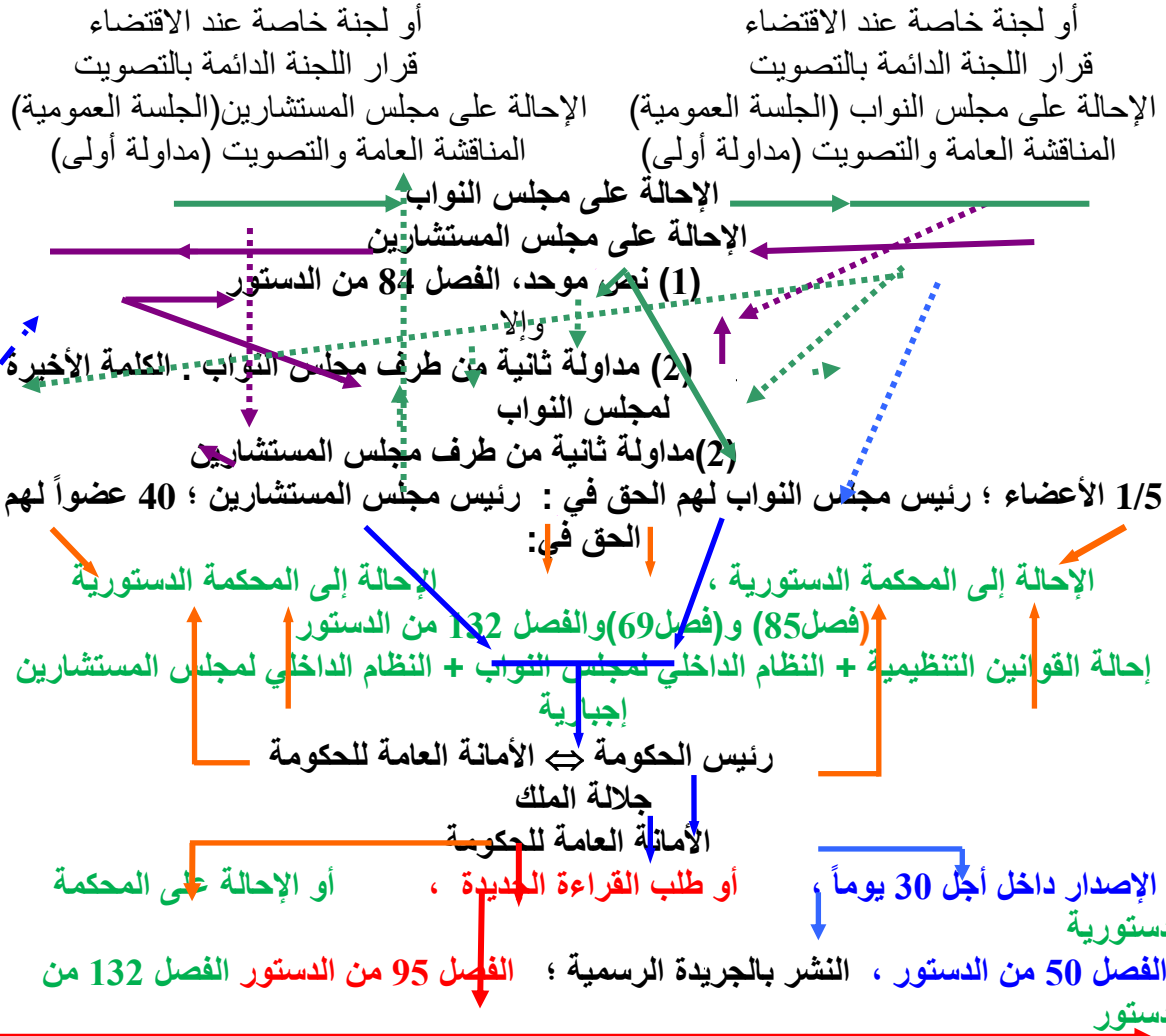 أو لجنة خاصة عند الاقتضاء أو لجنة خاصة عند الاقتضاء
قرار اللجنة الدائمة بالتصويت قرار اللجنة الدائمة بالتصويت
الإحالة على مجلس النواب (الجلسة العمومية) الإحالة على مجلس المستشارين(الجلسة العمومية)
المناقشة العامة والتصويت (مداولة أولى) المناقشة العامة والتصويت (مداولة أولى)
الإحالة على مجلس النواب
الإحالة على مجلس المستشارين
(1) نص موحد، الفصل 84 من الدستور
وإلا
(2) مداولة ثانية من طرف مجلس النواب . الكلمة الأخيرة
لمجلس النواب
(2)مداولة ثانية من طرف مجلس المستشارين
1/5 الأعضاء ؛ رئيس مجلس النواب لهم الحق في : رئيس مجلس المستشارين ؛ 40 عضواً لهم
الحق في:
الإحالة إلى المحكمة الدستورية ، الإحالة إلى المحكمة الدستورية
(فصل85) و(فصل69)والفصل 132 من الدستور
إحالة القوانين التنظيمية + النظام الداخلي لمجلس النواب + النظام الداخلي لمجلس المستشارين
إجبارية
رئيس الحكومة ⇔ الأمانة العامة للحكومة
جلالة الملك
الأمانة العامة للحكومة
الإصدار داخل أجل 30 يوماً ، أو طلب القراءة الجديدة ، أو الإحالة على المحكمة
دستورية
الفصل 50 من الدستور ، النشر بالجريدة الرسمية ؛ الفصل 95 من الدستور الفصل 132 من
دستور